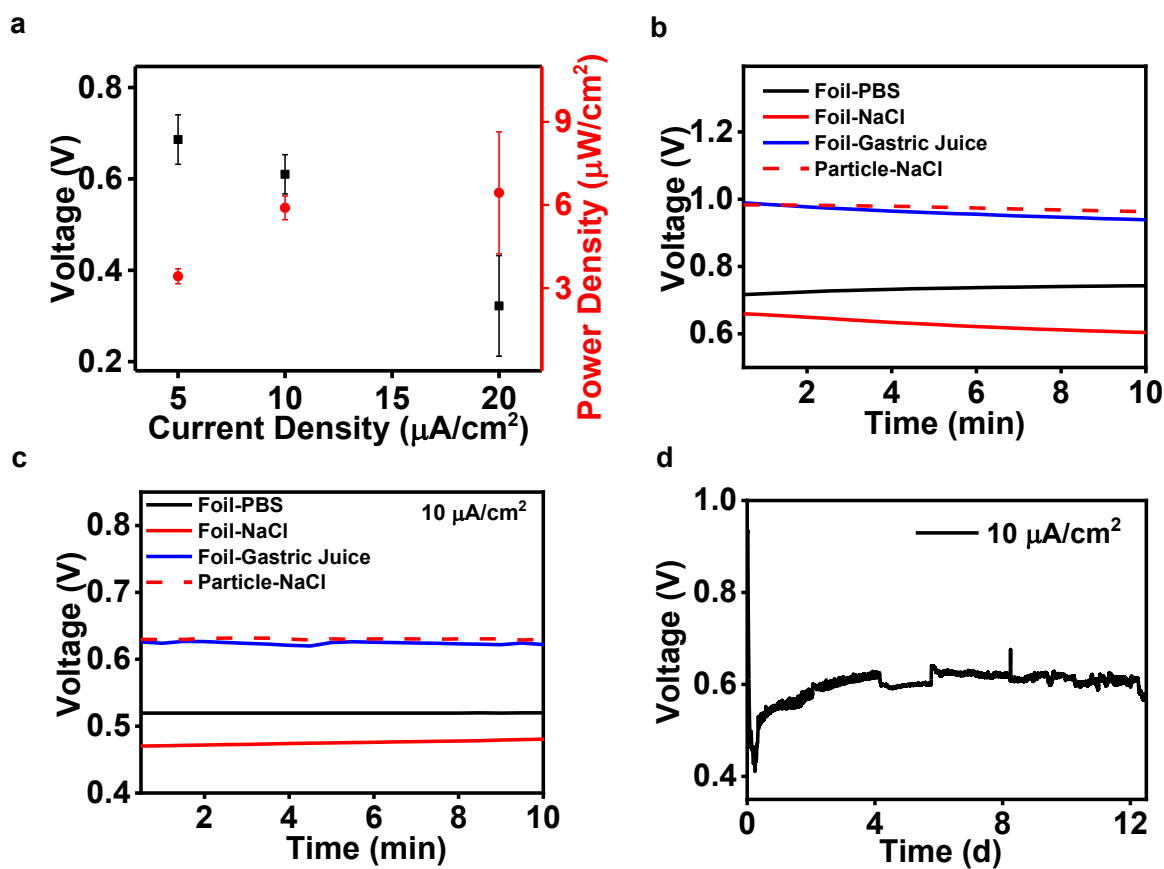 a
0.8
0.6
0.4
0.2
Voltage (V)
5
10
15
20
Current Density (μA/cm²)
9
6
3
Power Density (μW/cm²)
b
Foil-PBS
Foil-NaCl
Foil-Gastric Juice
Particle-NaCl
1.2
1.0
0.8
0.6
Voltage (V)
2
4
6
8
10
Time (min)
c
Foil-PBS
Foil-NaCl
Foil-Gastric Juice
Particle-NaCl
10 μA/cm²
0.8
0.7
0.6
0.5
0.4
Voltage (V)
2
4
6
8
10
Time (min)
d
10 μA/cm²
1.0
0.8
0.6
0.4
Voltage (V)
0
4
8
12
Time (d)